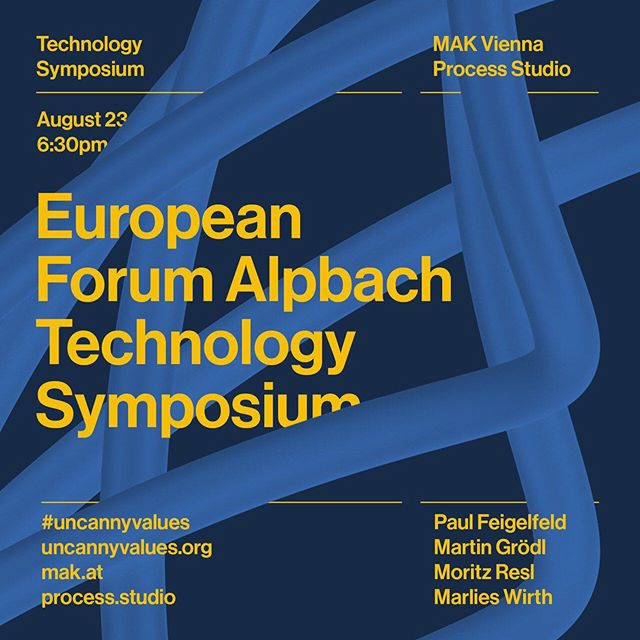 Technology
Symposium
MAK Vienna
Process Studio
August 23
6:30pm
European
Forum Alpbach
Technology
Symposium
#uncannyvalues
uncannyvalues.org
mak.at
process.studio
Paul Feigelfeld
Martin Grödl
Moritz Resl
Marlies Wirth